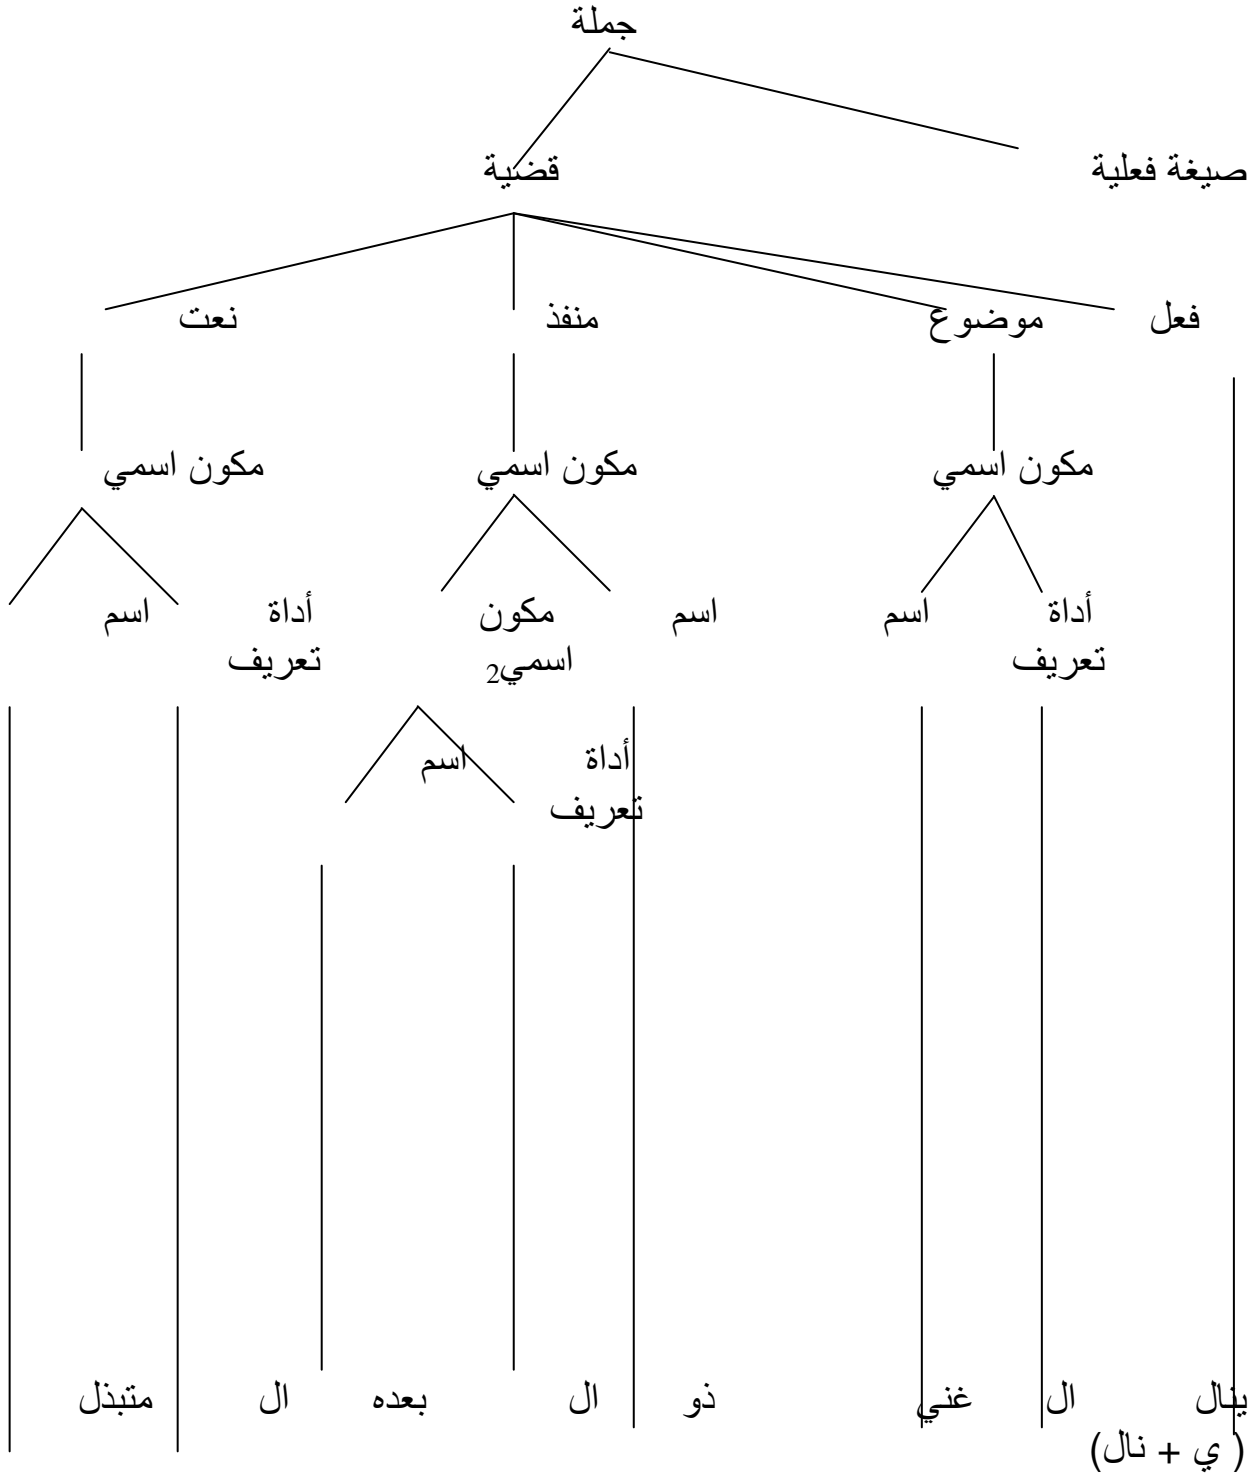 جملة
صيغة فعلية قضية
فعل موضوع منفذ نعت
مكون اسمي مكون اسمي مكون اسمي
أداة اسم اسم مكون أداة اسم
تعريف اسمي2 تعريف
أداة اسم
تعريف
ينال ال غني ذو ال بعده ال متبذل
( ي + نال)